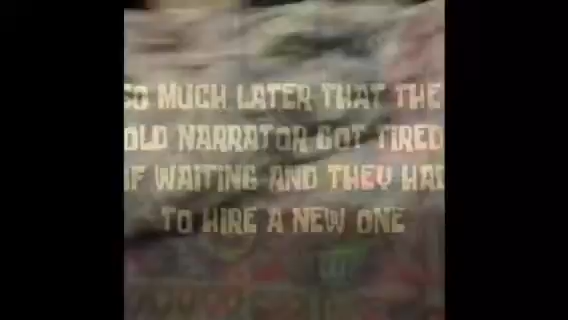 SO MUCH LATER THAT THE
OLD NARRATOR GOT TIRED
OF WAITING AND THEY HAD
TO HIRE A NEW ONE